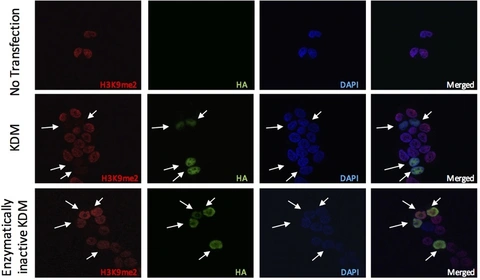 No Transfection
H3K9me2 HA DAPI Merged
KDM
H3K9me2 HA DAPI Merged
Enzymatically
inactive KDM
H3K9me2 HA DAPI Merged